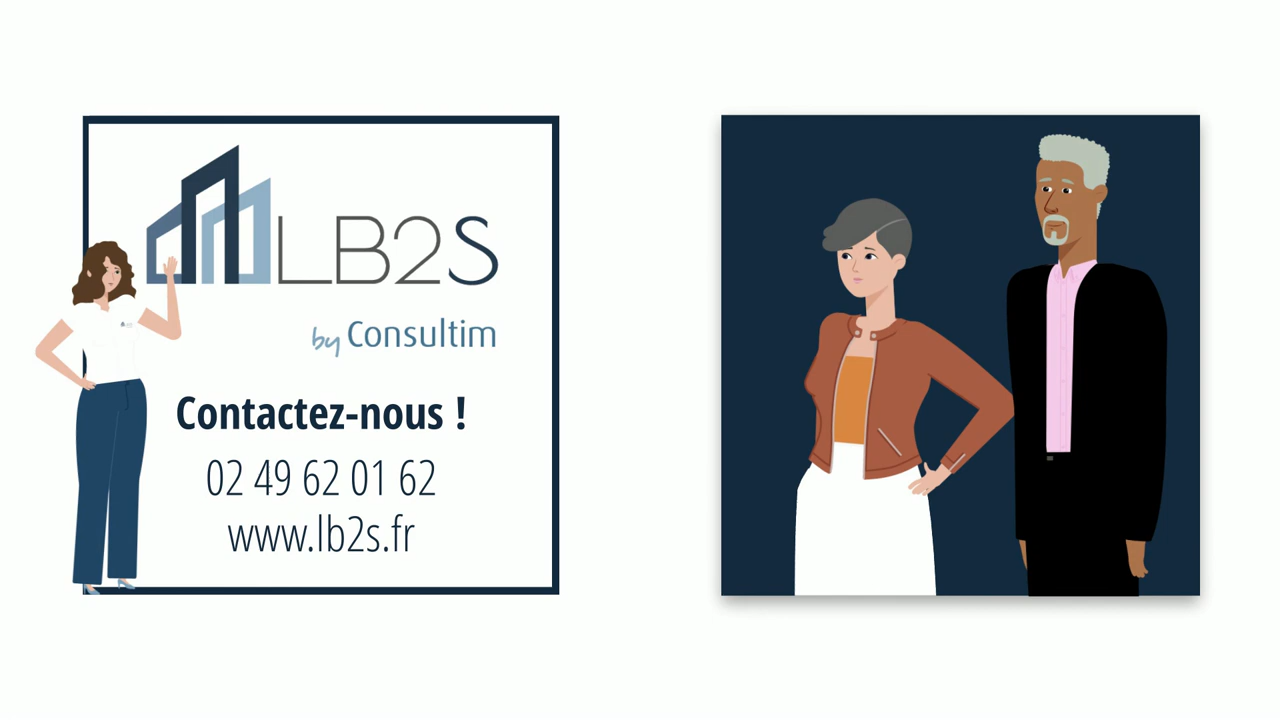 LB2S
by Consultim
Contactez-nous !
02 49 62 01 62
www.lb2s.fr